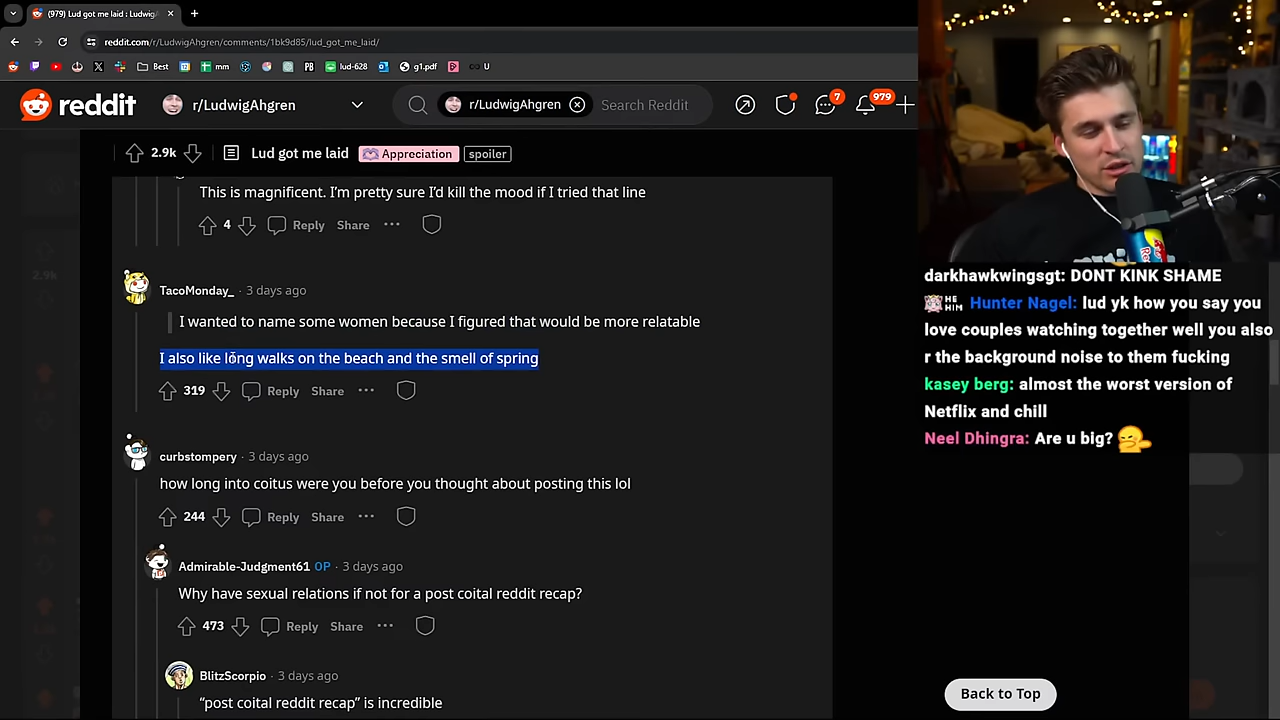 (979) Lud got me laid : Ludwig
reddit.com/r/LudwigAhgren/comments/1bk9d85/lud_got_me_laid/
Best
mm
PB
lud-628
g1.pdf
U
reddit
r/LudwigAhgren
r/LudwigAhgren
Search Reddit
7
979
2.9k
Lud got me laid
Appreciation
spoiler
This is magnificent. I'm pretty sure I'd kill the mood if I tried that line
4
Reply
Share
2.9k
TacoMonday_ · 3 days ago
I wanted to name some women because I figured that would be more relatable
I also like long walks on the beach and the smell of spring
319
Reply
Share
curbstompery · 3 days ago
how long into coitus were you before you thought about posting this lol
244
Reply
Share
Admirable-Judgment61 OP · 3 days ago
Why have sexual relations if not for a post coital reddit recap?
473
Reply
Share
BlitzScorpio · 3 days ago
“post coital reddit recap” is incredible
Back to Top
darkhawkwingsgt: DONT KINK SHAME
HE HIM Hunter Nagel: lud yk how you say you
love couples watching together well you also
r the background noise to them fucking
kasey berg: almost the worst version of
Netflix and chill
Neel Dhingra: Are u big?